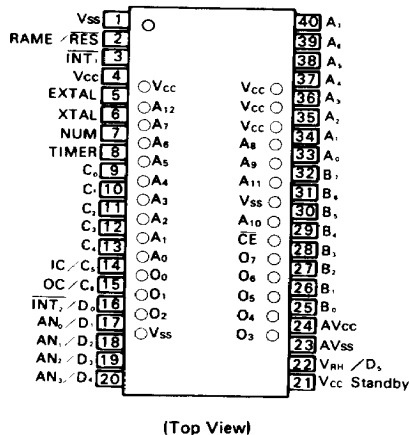 Vss 1
RAME/RES 2
INT₁ 3
Vcc 4
EXTAL 5
XTAL 6
NUM 7
TIMER 8
C₀ 9
C₁ 10
C₂ 11
C₃ 12
C₄ 13
IC/C₅ 14
OC/C₆ 15
INT₂/D₀ 16
AN₀/D₁ 17
AN₁/D₂ 18
AN₂/D₃ 19
AN₃/D₄ 20
Vcc
A12
A7
A6
A5
A4
A3
A2
A1
A0
O0
O1
O2
Vss
Vcc
Vcc
Vcc
A8
A9
A11
Vss
A10
CE
O7
O6
O5
O4
O3
40 A₇
39 A₆
38 A₅
37 A₄
36 A₃
35 A₂
34 A₁
33 A₀
32 B₇
31 B₆
30 B₅
29 B₄
28 B₃
27 B₂
26 B₁
25 B₀
24 AVcc
23 AVss
22 VRH/D₅
21 Vcc Standby
(Top View)